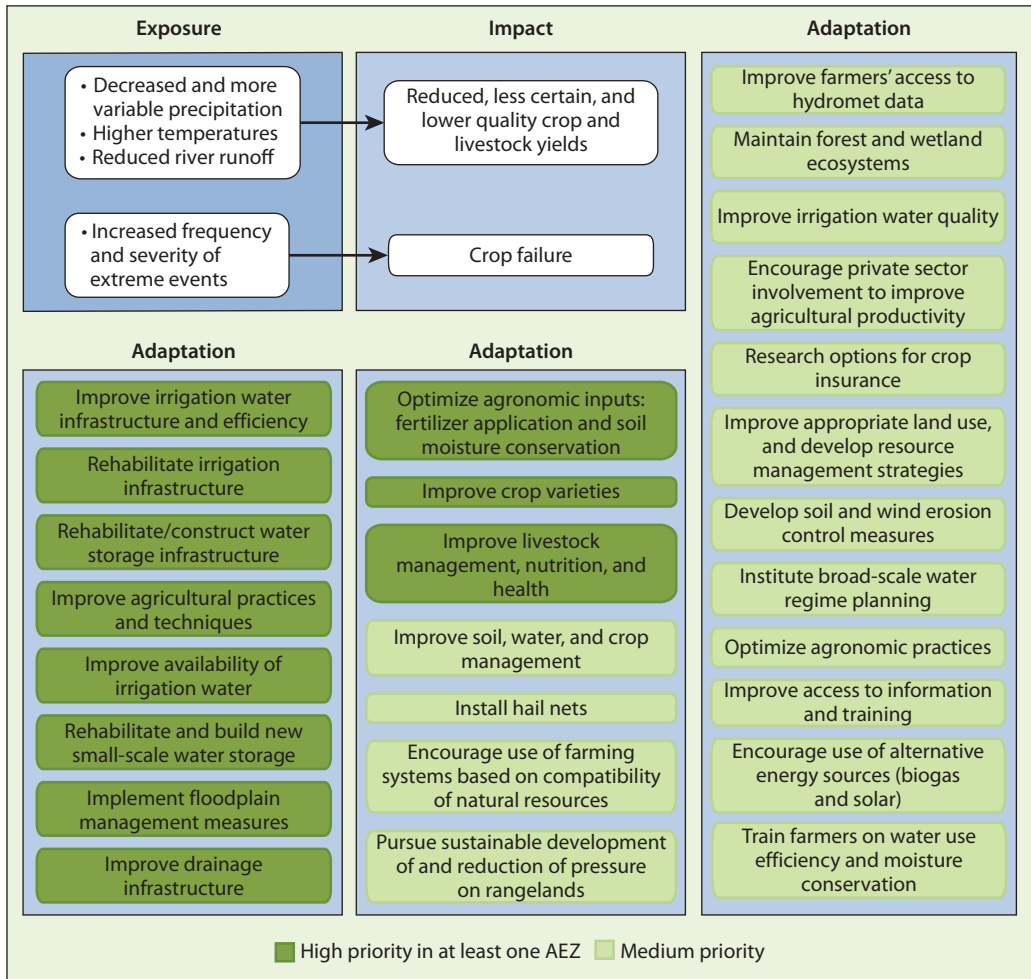 Exposure
• Decreased and more
variable precipitation
• Higher temperatures
• Reduced river runoff
• Increased frequency
and severity of
extreme events
Impact
Reduced, less certain, and
lower quality crop and
livestock yields
Crop failure
Adaptation
Improve irrigation water
infrastructure and efficiency
Rehabilitate irrigation
infrastructure
Rehabilitate/construct water
storage infrastructure
Improve agricultural practices
and techniques
Improve availability of
irrigation water
Rehabilitate and build new
small-scale water storage
Implement floodplain
management measures
Improve drainage
infrastructure
Adaptation
Optimize agronomic inputs:
fertilizer application and soil
moisture conservation
Improve crop varieties
Improve livestock
management, nutrition, and
health
Improve soil, water, and crop
management
Install hail nets
Encourage use of farming
systems based on compatibility
of natural resources
Pursue sustainable development
of and reduction of pressure
on rangelands
Adaptation
Improve farmers’ access to
hydromet data
Maintain forest and wetland
ecosystems
Improve irrigation water quality
Encourage private sector
involvement to improve
agricultural productivity
Research options for crop
insurance
Improve appropriate land use,
and develop resource
management strategies
Develop soil and wind erosion
control measures
Institute broad-scale water
regime planning
Optimize agronomic practices
Improve access to information
and training
Encourage use of alternative
energy sources (biogas
and solar)
Train farmers on water use
efficiency and moisture
conservation
High priority in at least one AEZ
Medium priority